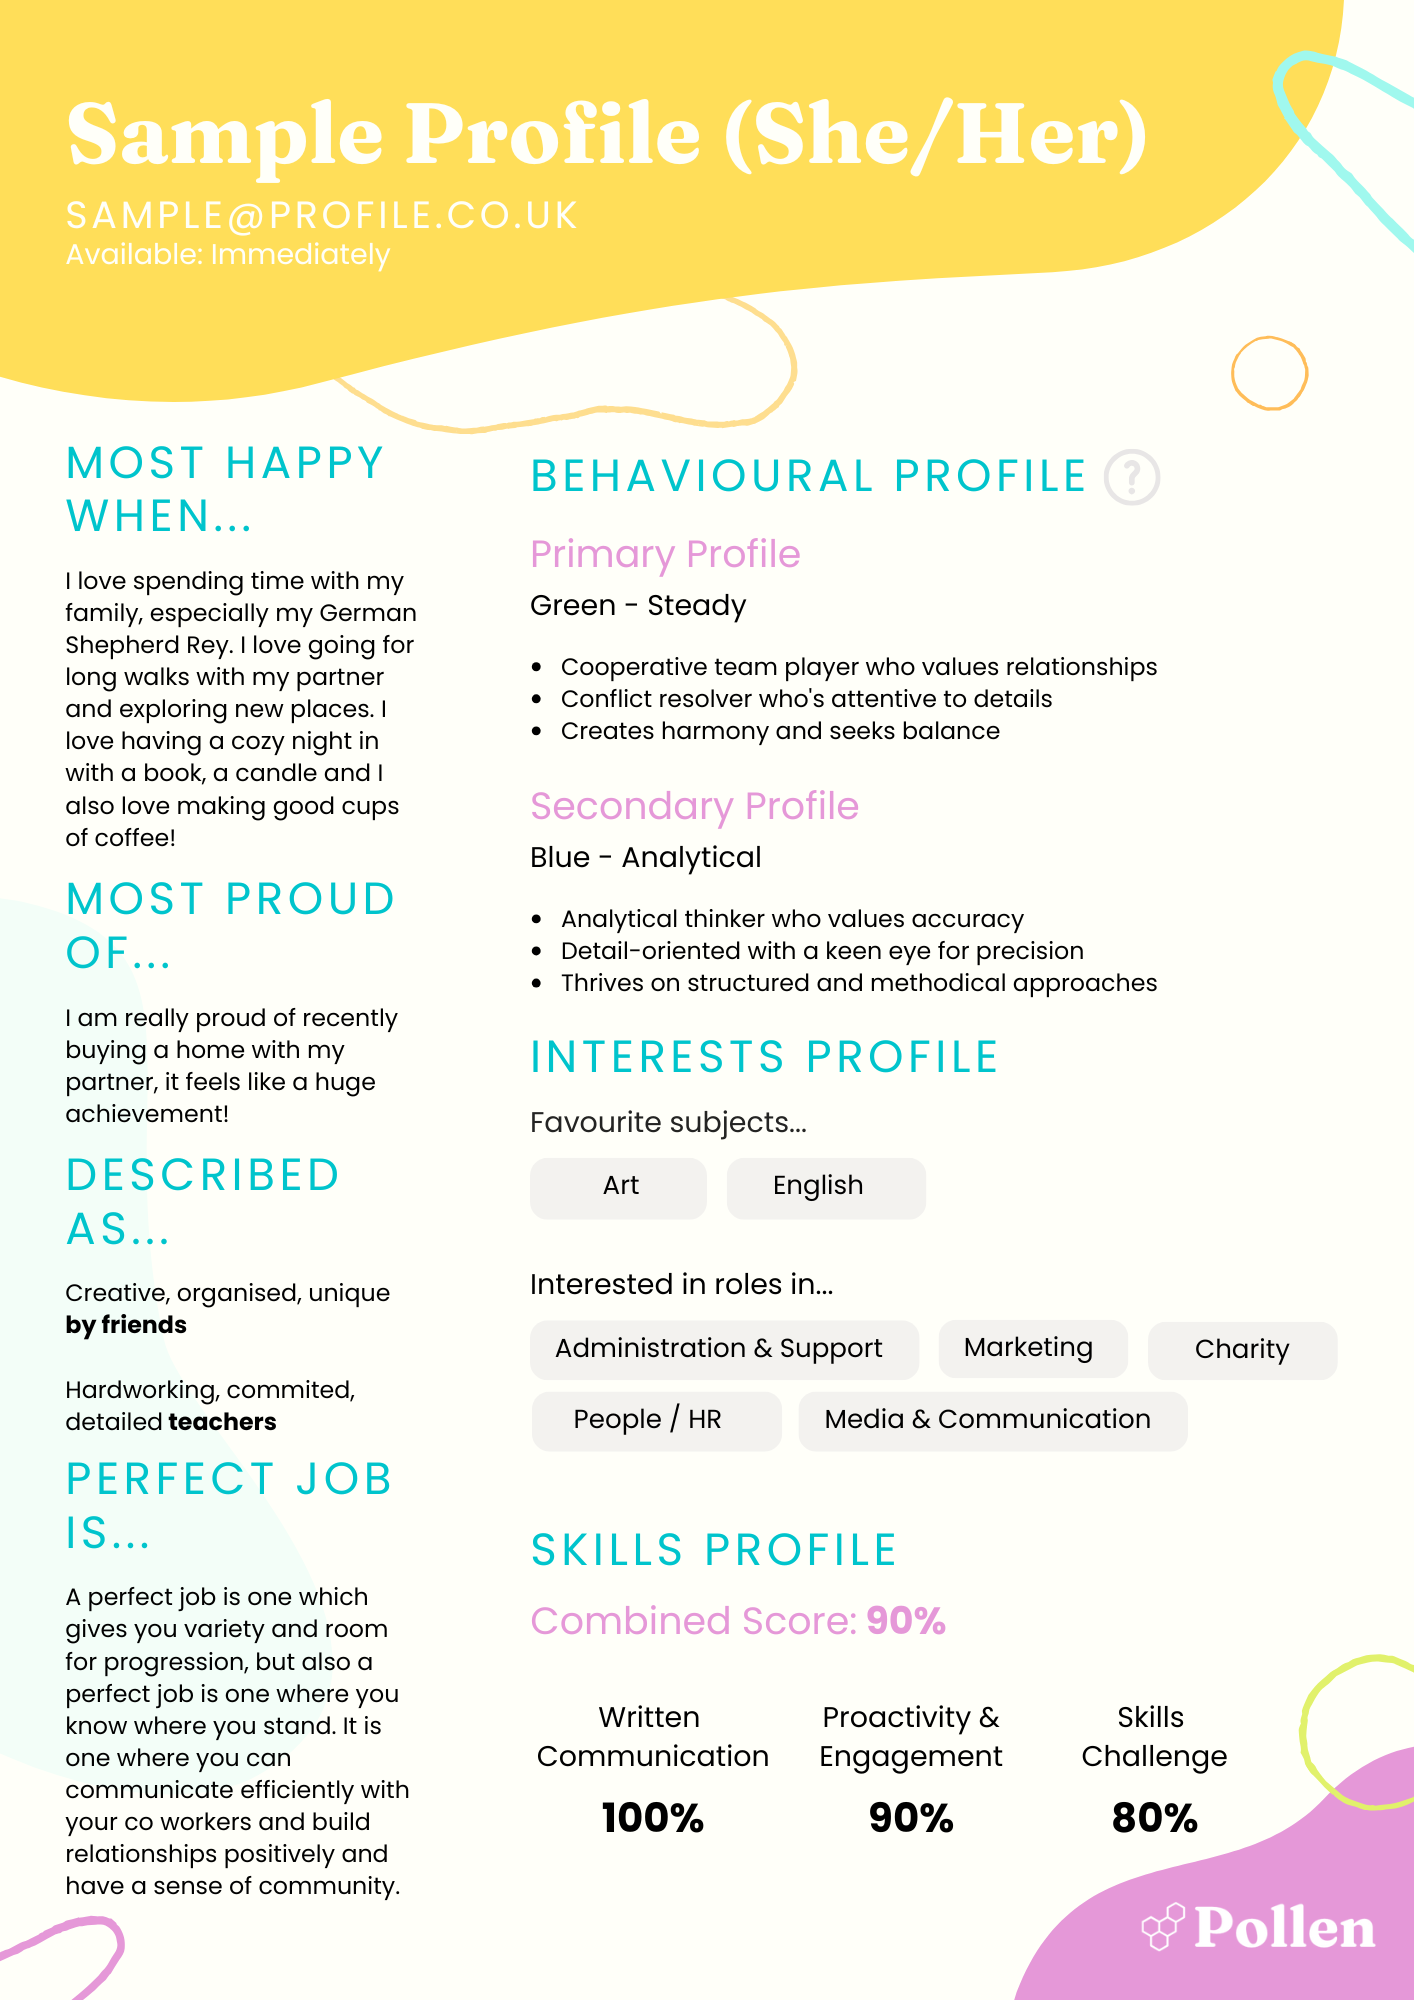 Sample Profile (She/Her)
SAMPLE@PROFILE.CO.UK
Available: Immediately
MOST HAPPY
WHEN...
I love spending time with my
family, especially my German
Shepherd Rey. I love going for
long walks with my partner
and exploring new places. I
love having a cozy night in
with a book, a candle and I
also love making good cups
of coffee!
MOST PROUD
OF...
I am really proud of recently
buying a home with my
partner, it feels like a huge
achievement!
DESCRIBED
AS...
Creative, organised, unique
by friends
Hardworking, commited,
detailed teachers
PERFECT JOB
IS...
A perfect job is one which
gives you variety and room
for progression, but also a
perfect job is one where you
know where you stand. It is
one where you can
communicate efficiently with
your co workers and build
relationships positively and
have a sense of community.
BEHAVIOURAL PROFILE ?
Primary Profile
Green - Steady
• Cooperative team player who values relationships
• Conflict resolver who's attentive to details
• Creates harmony and seeks balance
Secondary Profile
Blue - Analytical
• Analytical thinker who values accuracy
• Detail-oriented with a keen eye for precision
• Thrives on structured and methodical approaches
INTERESTS PROFILE
Favourite subjects...
Art English
Interested in roles in...
Administration & Support Marketing Charity
People / HR Media & Communication
SKILLS PROFILE
Combined Score: 90%
Written Proactivity & Skills
Communication Engagement Challenge
100% 90% 80%
Pollen